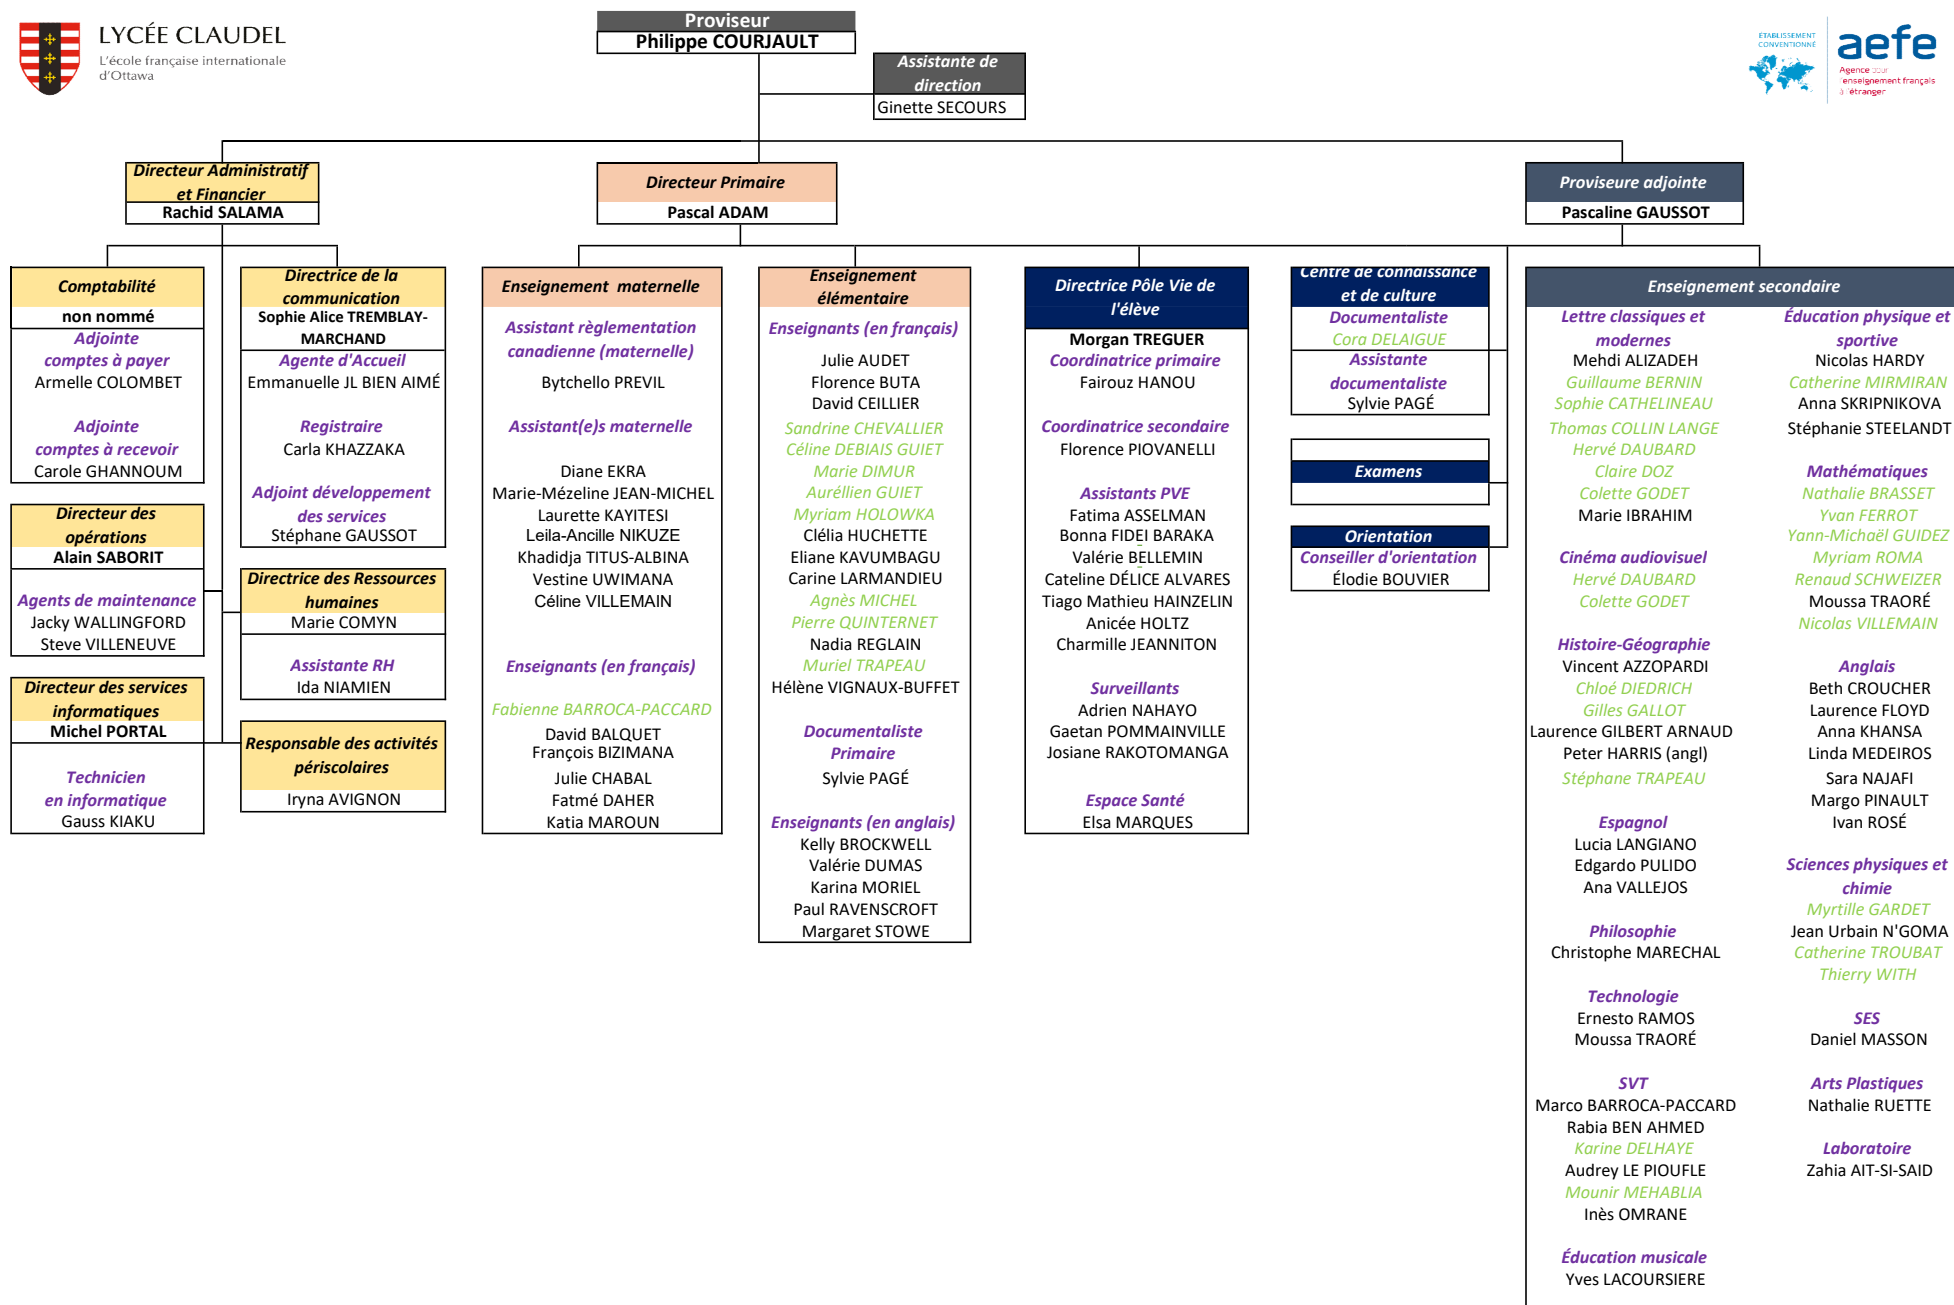 LYCÉE CLAUDEL
L'école française internationale
d'Ottawa
Proviseur
Philippe COURJAULT
Assistante de
direction
Ginette SECOURS
ETABLISSEMENT
CONVENTIONNÉ
aefe
Agence pour
l'enseignement français
à l'étranger
Directeur Administratif
et Financier
Rachid SALAMA
Directeur Primaire
Pascal ADAM
Proviseure adjointe
Pascaline GAUSSOT
Comptabilité
non nommé
Adjointe
comptes à payer
Armelle COLOMBET
Adjointe
comptes à recevoir
Carole GHANNOUM
Directeur des
opérations
Alain SABORIT
Agents de maintenance
Jacky WALLINGFORD
Steve VILLENEUVE
Directeur des services
informatiques
Michel PORTAL
Technicien
en informatique
Gauss KIAKU
Directrice de la
communication
Sophie Alice TREMBLAY-
MARCHAND
Agente d'Accueil
Emmanuelle JL BIEN AIMÉ
Registraire
Carla KHAZZAKA
Adjoint développement
des services
Stéphane GAUSSOT
Directrice des Ressources
humaines
Marie COMYN
Assistante RH
Ida NIAMIEN
Responsable des activités
périscolaires
Iryna AVIGNON
Enseignement maternelle
Assistant règlementation
canadienne (maternelle)
Bytchello PREVIL
Assistant(e)s maternelle
Diane EKRA
Marie-Mézeline JEAN-MICHEL
Laurette KAYITESI
Leila-Ancille NIKUZE
Khadidja TITUS-ALBINA
Vestine UWIMANA
Céline VILLEMAIN
Enseignants (en français)
Fabienne BARROCA-PACCARD
David BALQUET
François BIZIMANA
Julie CHABAL
Fatmé DAHER
Katia MAROUN
Enseignement
élémentaire
Enseignants (en français)
Julie AUDET
Florence BUTA
David CEILLIER
Sandrine CHEVALLIER
Céline DEBIAIS GUIET
Marie DIMUR
Auréllien GUIET
Myriam HOLOWKA
Clélia HUCHETTE
Eliane KAVUMBAGU
Carine LARMANDIEU
Agnès MICHEL
Pierre QUINTERNET
Nadia REGLAIN
Muriel TRAPEAU
Hélène VIGNAUX-BUFFET
Documentaliste
Primaire
Sylvie PAGÉ
Enseignants (en anglais)
Kelly BROCKWELL
Valérie DUMAS
Karina MORIEL
Paul RAVENSCROFT
Margaret STOWE
Directrice Pôle Vie de
l'élève
Morgan TREGUER
Coordinatrice primaire
Fairouz HANOU
Coordinatrice secondaire
Florence PIOVANELLI
Assistants PVE
Fatima ASSELMAN
Bonna FIDEI BARAKA
Valérie BELLEMIN
Cateline DÉLICE ALVARES
Tiago Mathieu HAINZELIN
Anicée HOLTZ
Charmille JEANNITON
Surveillants
Adrien NAHAYO
Gaetan POMMAINVILLE
Josiane RAKOTOMANGA
Espace Santé
Elsa MARQUES
Centre de connaissance
et de culture
Documentaliste
Cora DELAIGUE
Assistante
documentaliste
Sylvie PAGÉ
Examens
Orientation
Conseiller d'orientation
Élodie BOUVIER
Enseignement secondaire
Lettre classiques et
modernes
Mehdi ALIZADEH
Guillaume BERNIN
Sophie CATHELINEAU
Thomas COLLIN LANGE
Hervé DAUBARD
Claire DOZ
Colette GODET
Marie IBRAHIM
Cinéma audiovisuel
Hervé DAUBARD
Colette GODET
Histoire-Géographie
Vincent AZZOPARDI
Chloé DIEDRICH
Gilles GALLOT
Laurence GILBERT ARNAUD
Peter HARRIS (angl)
Stéphane TRAPEAU
Espagnol
Lucia LANGIANO
Edgardo PULIDO
Ana VALLEJOS
Philosophie
Christophe MARECHAL
Technologie
Ernesto RAMOS
Moussa TRAORÉ
SVT
Marco BARROCA-PACCARD
Rabia BEN AHMED
Karine DELHAYE
Audrey LE PIOUFLE
Mounir MEHABLIA
Inès OMRANE
Éducation musicale
Yves LACOURSIERE
Éducation physique et
sportive
Nicolas HARDY
Catherine MIRMIRAN
Anna SKRIPNIKOVA
Stéphanie STEELANDT
Mathématiques
Nathalie BRASSET
Yvan FERROT
Yann-Michaël GUIDEZ
Myriam ROMA
Renaud SCHWEIZER
Moussa TRAORÉ
Nicolas VILLEMAIN
Anglais
Beth CROUCHER
Laurence FLOYD
Anna KHANSA
Linda MEDEIROS
Sara NAJAFI
Margo PINAULT
Ivan ROSÉ
Sciences physiques et
chimie
Myrtille GARDET
Jean Urbain N'GOMA
Catherine TROUBAT
Thierry WITH
SES
Daniel MASSON
Arts Plastiques
Nathalie RUETTE
Laboratoire
Zahia AIT-SI-SAID